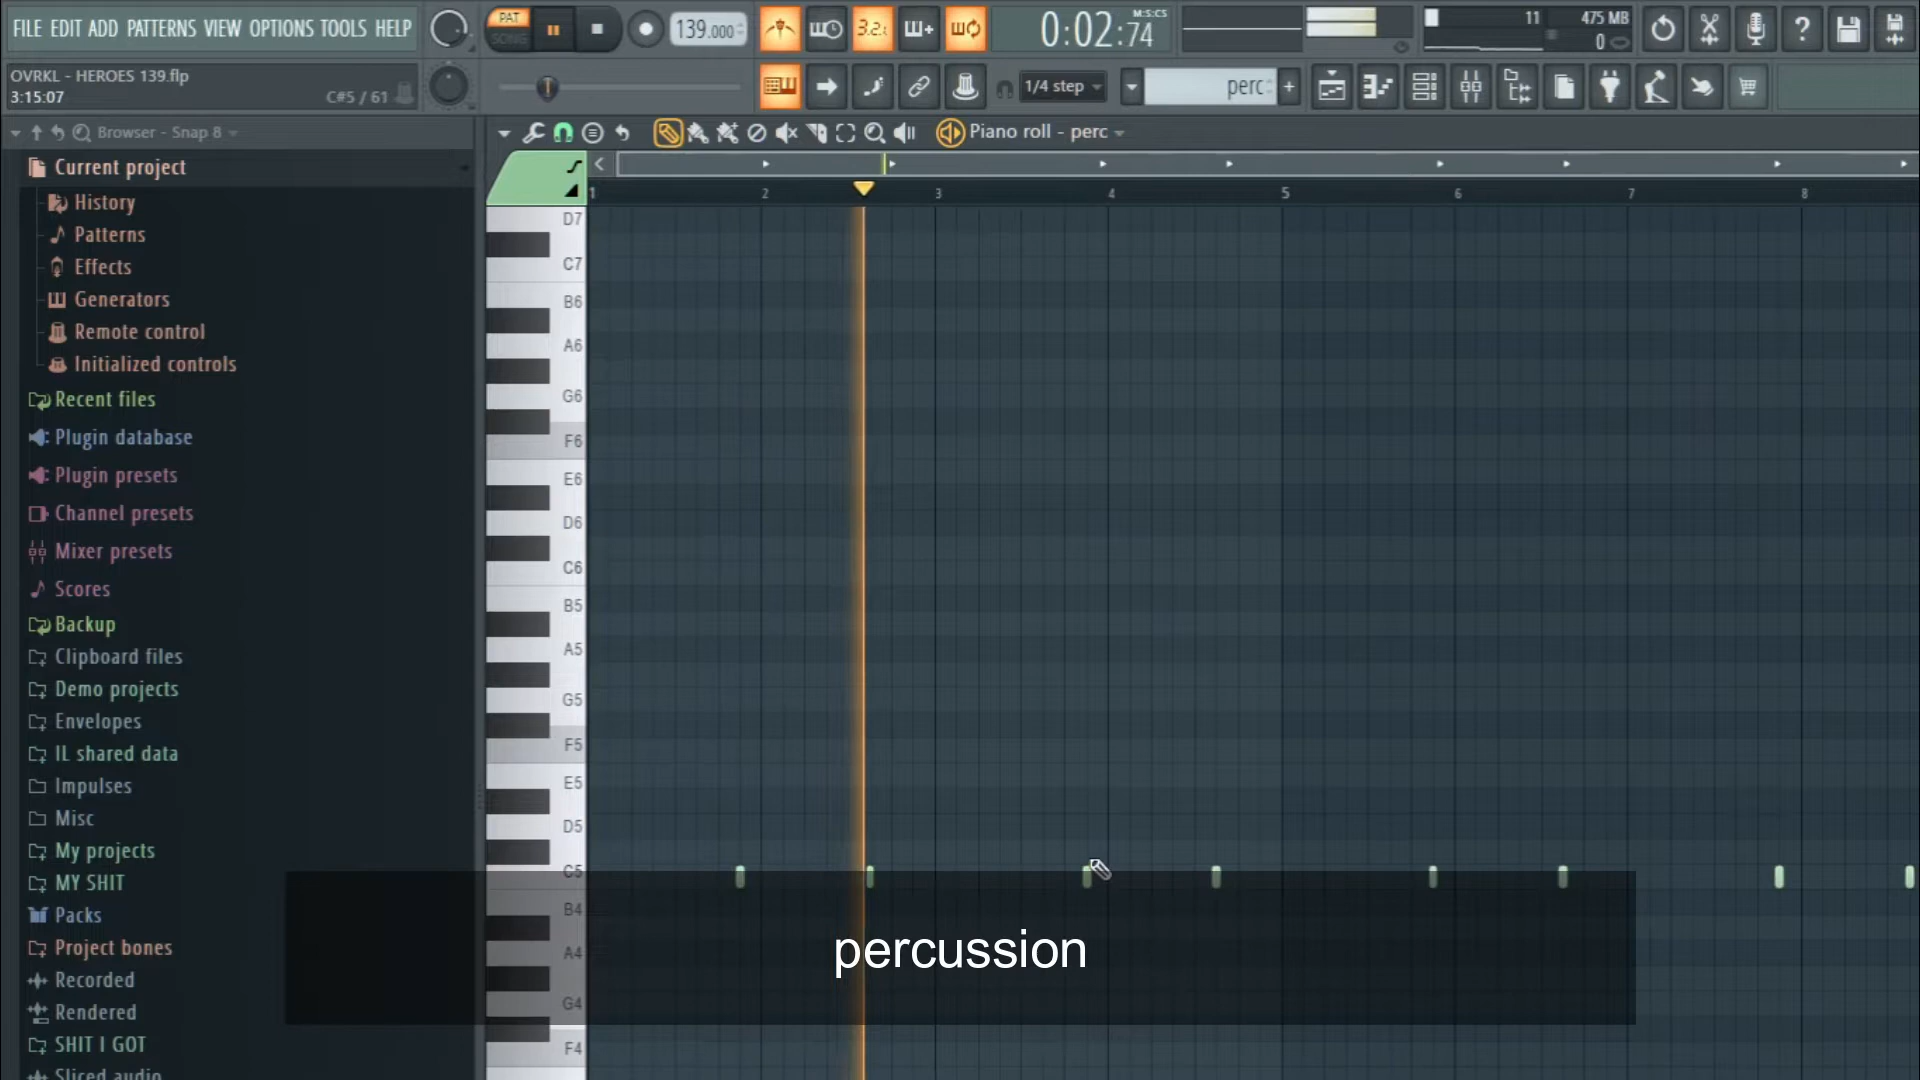 FILE EDIT ADD PATTERNS VIEW OPTIONS TOOLS HELP
PAT
SONG
139.000
3.2.
0:02:74
M:S:CS
11
475 MB
0
OVRKL - HEROES 139.flp
3:15:07
C#5 / 61
1/4 step
perc
Browser - Snap 8
Piano roll - perc
Current project
History
Patterns
Effects
Generators
Remote control
Initialized controls
Recent files
Plugin database
Plugin presets
Channel presets
Mixer presets
Scores
Backup
Clipboard files
Demo projects
Envelopes
IL shared data
Impulses
Misc
My projects
MY SHIT
Packs
Project bones
Recorded
Rendered
SHIT I GOT
Sliced audio
1 2 3 4 5 6 7 8
D7
C7
B6
A6
G6
F6
E6
D6
C6
B5
A5
G5
F5
E5
D5
C5
B4
A4
G4
F4
percussion